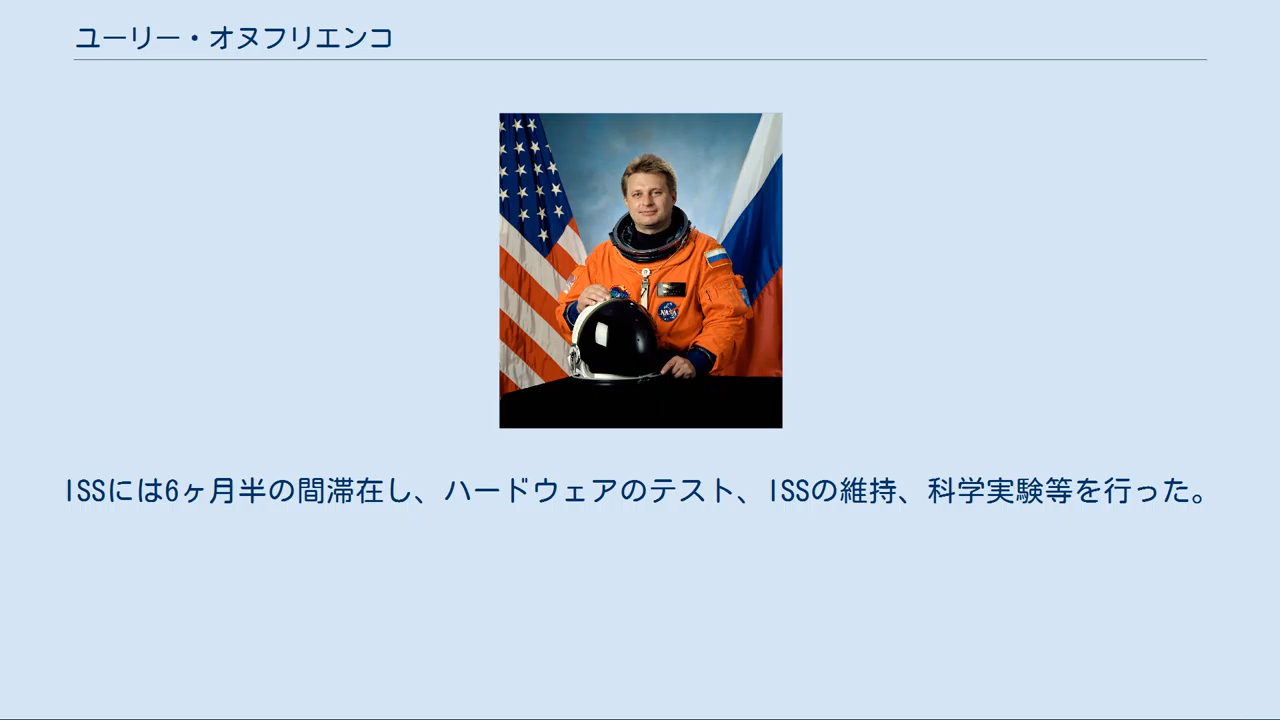 ユーリー・オヌフリエンコ
NASA
ISSには6ヶ月半の間滞在し、ハードウェアのテスト、ISSの維持、科学実験等を行った。